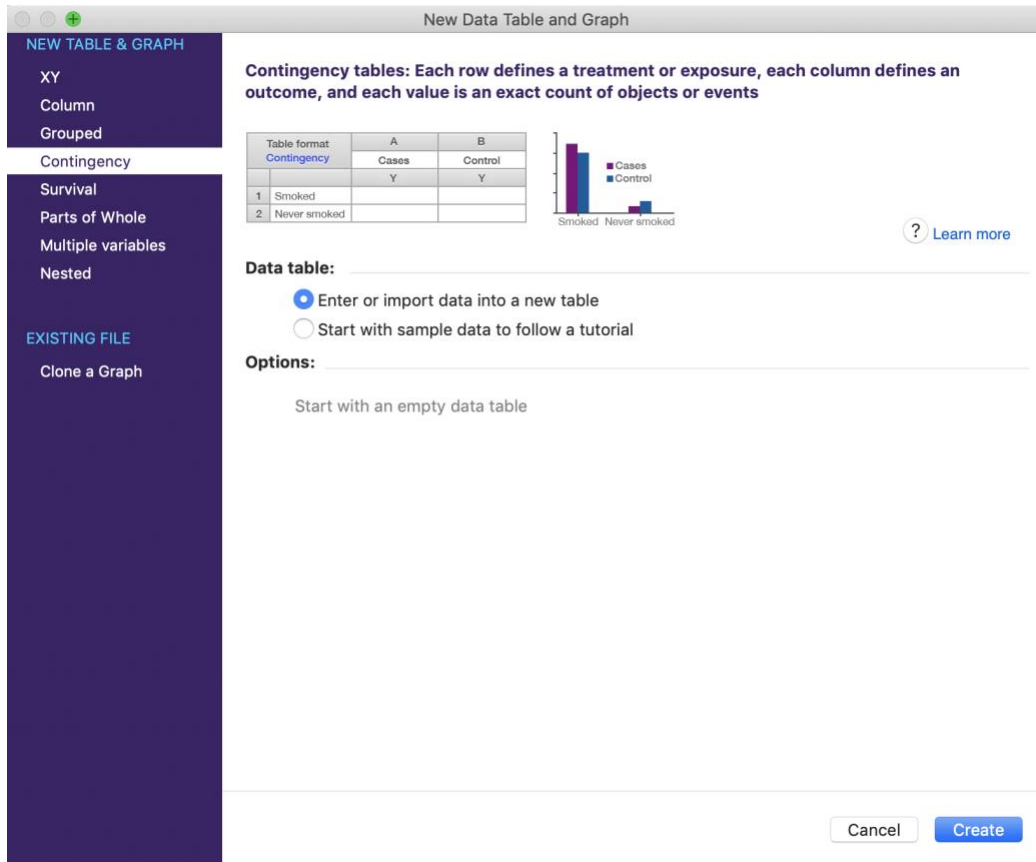 New Data Table and Graph
NEW TABLE & GRAPH
XY
Column
Grouped
Contingency
Survival
Parts of Whole
Multiple variables
Nested
EXISTING FILE
Clone a Graph
Contingency tables: Each row defines a treatment or exposure, each column defines an
outcome, and each value is an exact count of objects or events
Table format A B
Contingency Cases Control
Y Y
1 Smoked
2 Never smoked
Cases
Control
Smoked Never smoked
? Learn more
Data table:
Enter or import data into a new table
Start with sample data to follow a tutorial
Options:
Start with an empty data table
Cancel Create